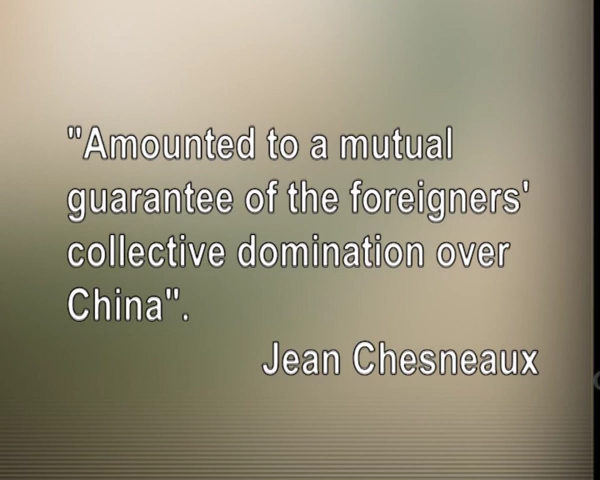 "Amounted to a mutual
guarantee of the foreigners'
collective domination over
China".
Jean Chesneaux